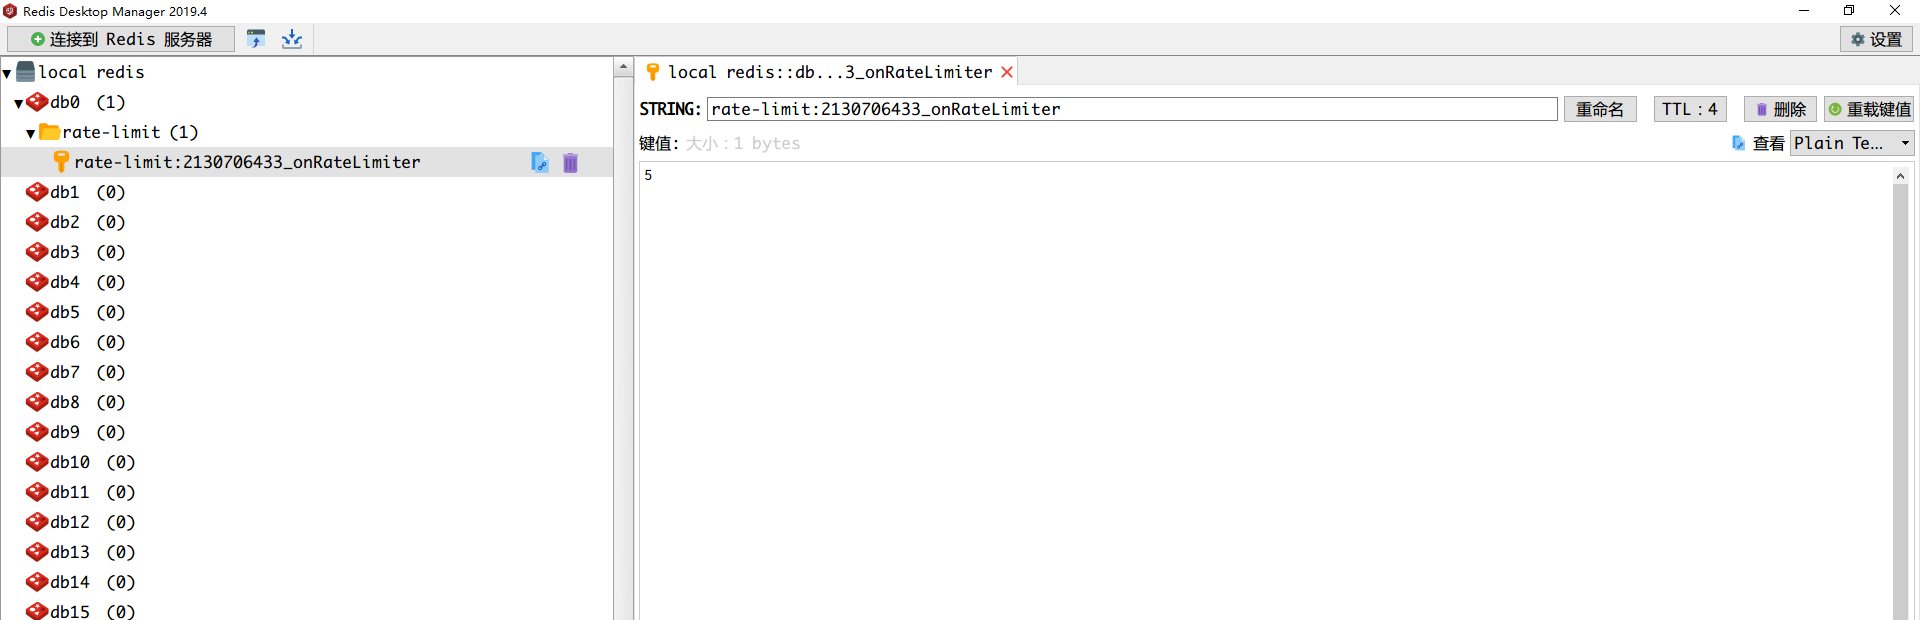 Redis Desktop Manager 2019.4
连接到 Redis 服务器
设置
local redis
db0 (1)
rate-limit (1)
rate-limit:2130706433_onRateLimiter
db1 (0)
db2 (0)
db3 (0)
db4 (0)
db5 (0)
db6 (0)
db7 (0)
db8 (0)
db9 (0)
db10 (0)
db11 (0)
db12 (0)
db13 (0)
db14 (0)
db15 (0)
local redis::db...3_onRateLimiter
STRING: rate-limit:2130706433_onRateLimiter 重命名 TTL : 4 删除 重载键值
键值: 大小 : 1 bytes 查看 Plain Te...
5